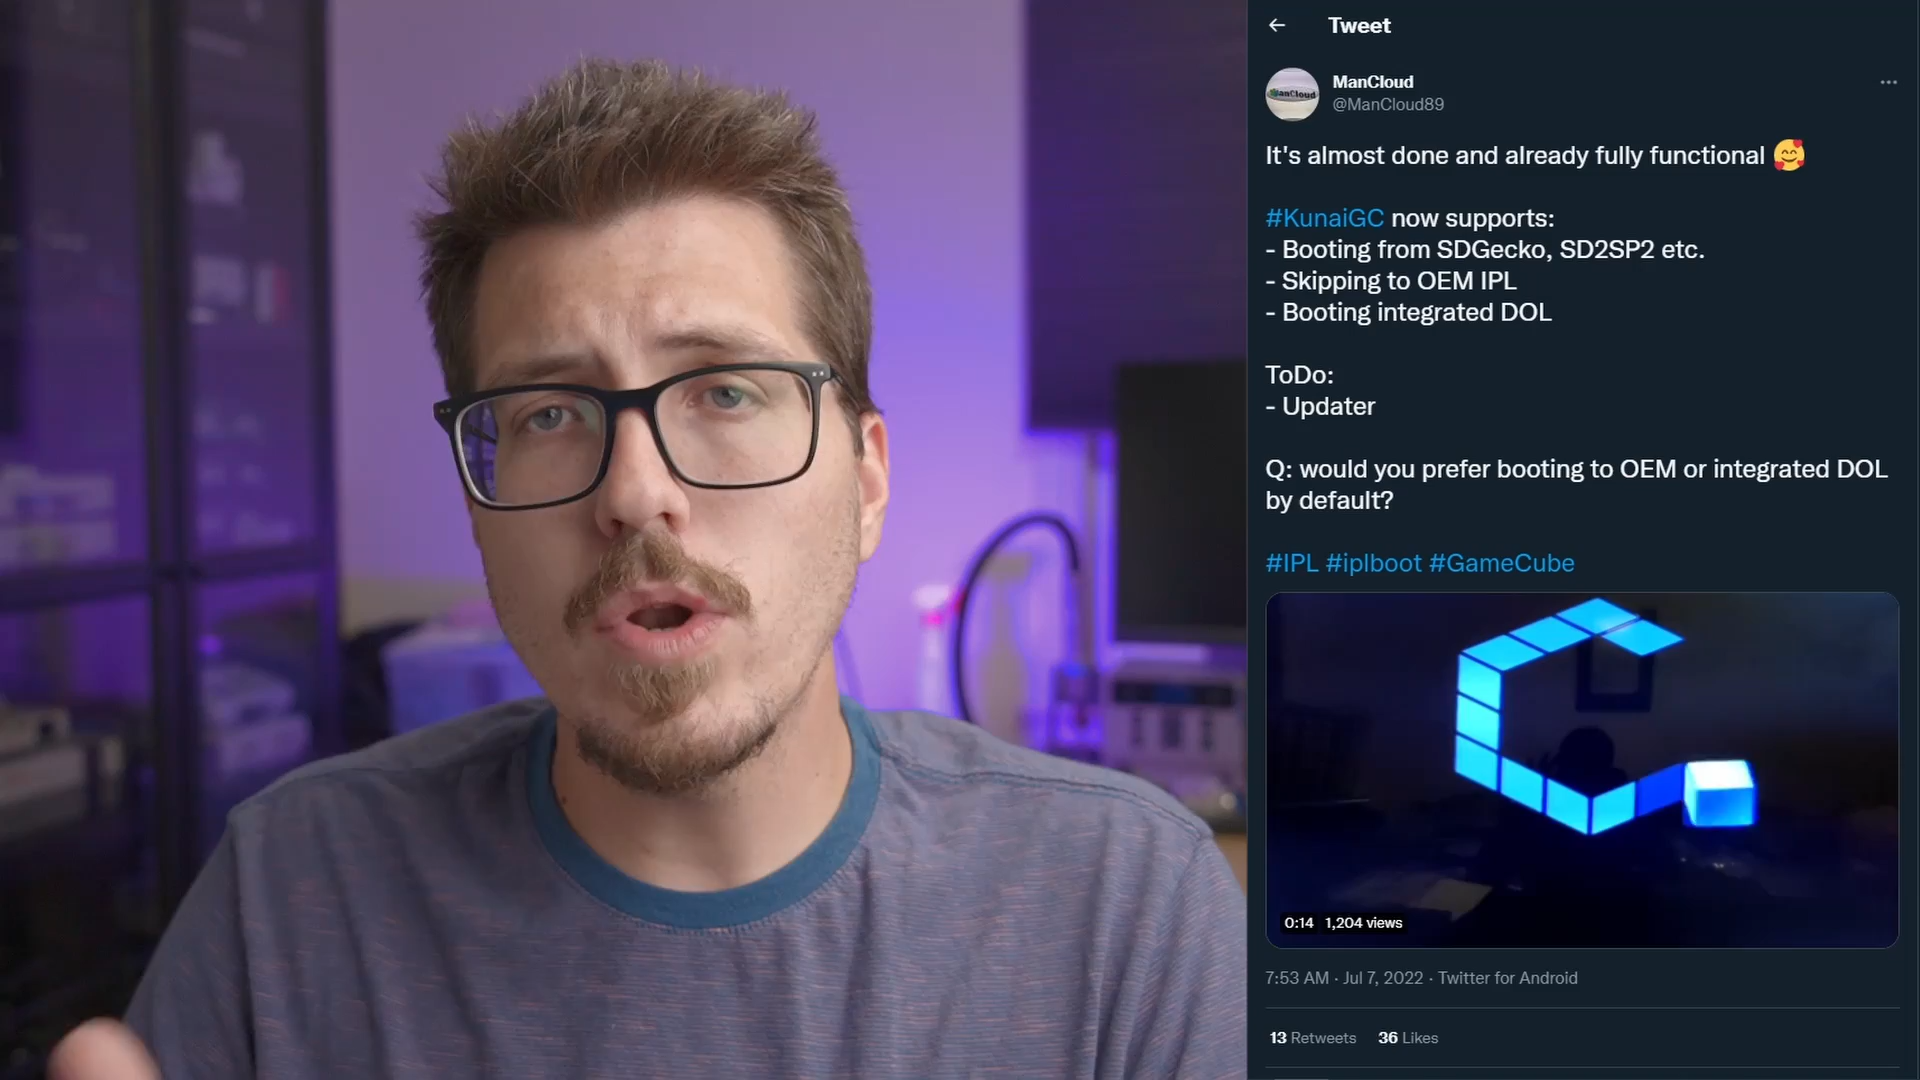 Tweet
ManCloud
@ManCloud89
anCloud
It's almost done and already fully functional 🥰
#KunaiGC now supports:
- Booting from SDGecko, SD2SP2 etc.
- Skipping to OEM IPL
- Booting integrated DOL
ToDo:
- Updater
Q: would you prefer booting to OEM or integrated DOL
by default?
#IPL #iplboot #GameCube
0:14 1,204 views
7:53 AM · Jul 7, 2022 · Twitter for Android
13 Retweets 36 Likes